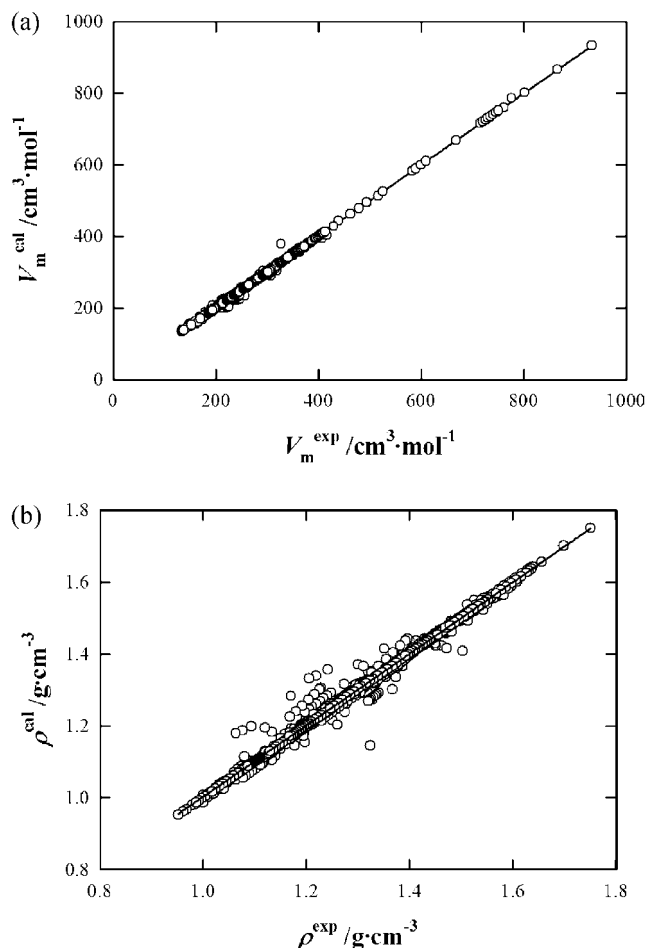 (a)
1000
800
600
400
200
0
V_m^cal /cm³·mol⁻¹
0 200 400 600 800 1000
V_m^exp /cm³·mol⁻¹
(b)
1.8
1.6
1.4
1.2
1.0
0.8
ρ^cal /g·cm⁻³
0.8 1.0 1.2 1.4 1.6 1.8
ρ^exp /g·cm⁻³